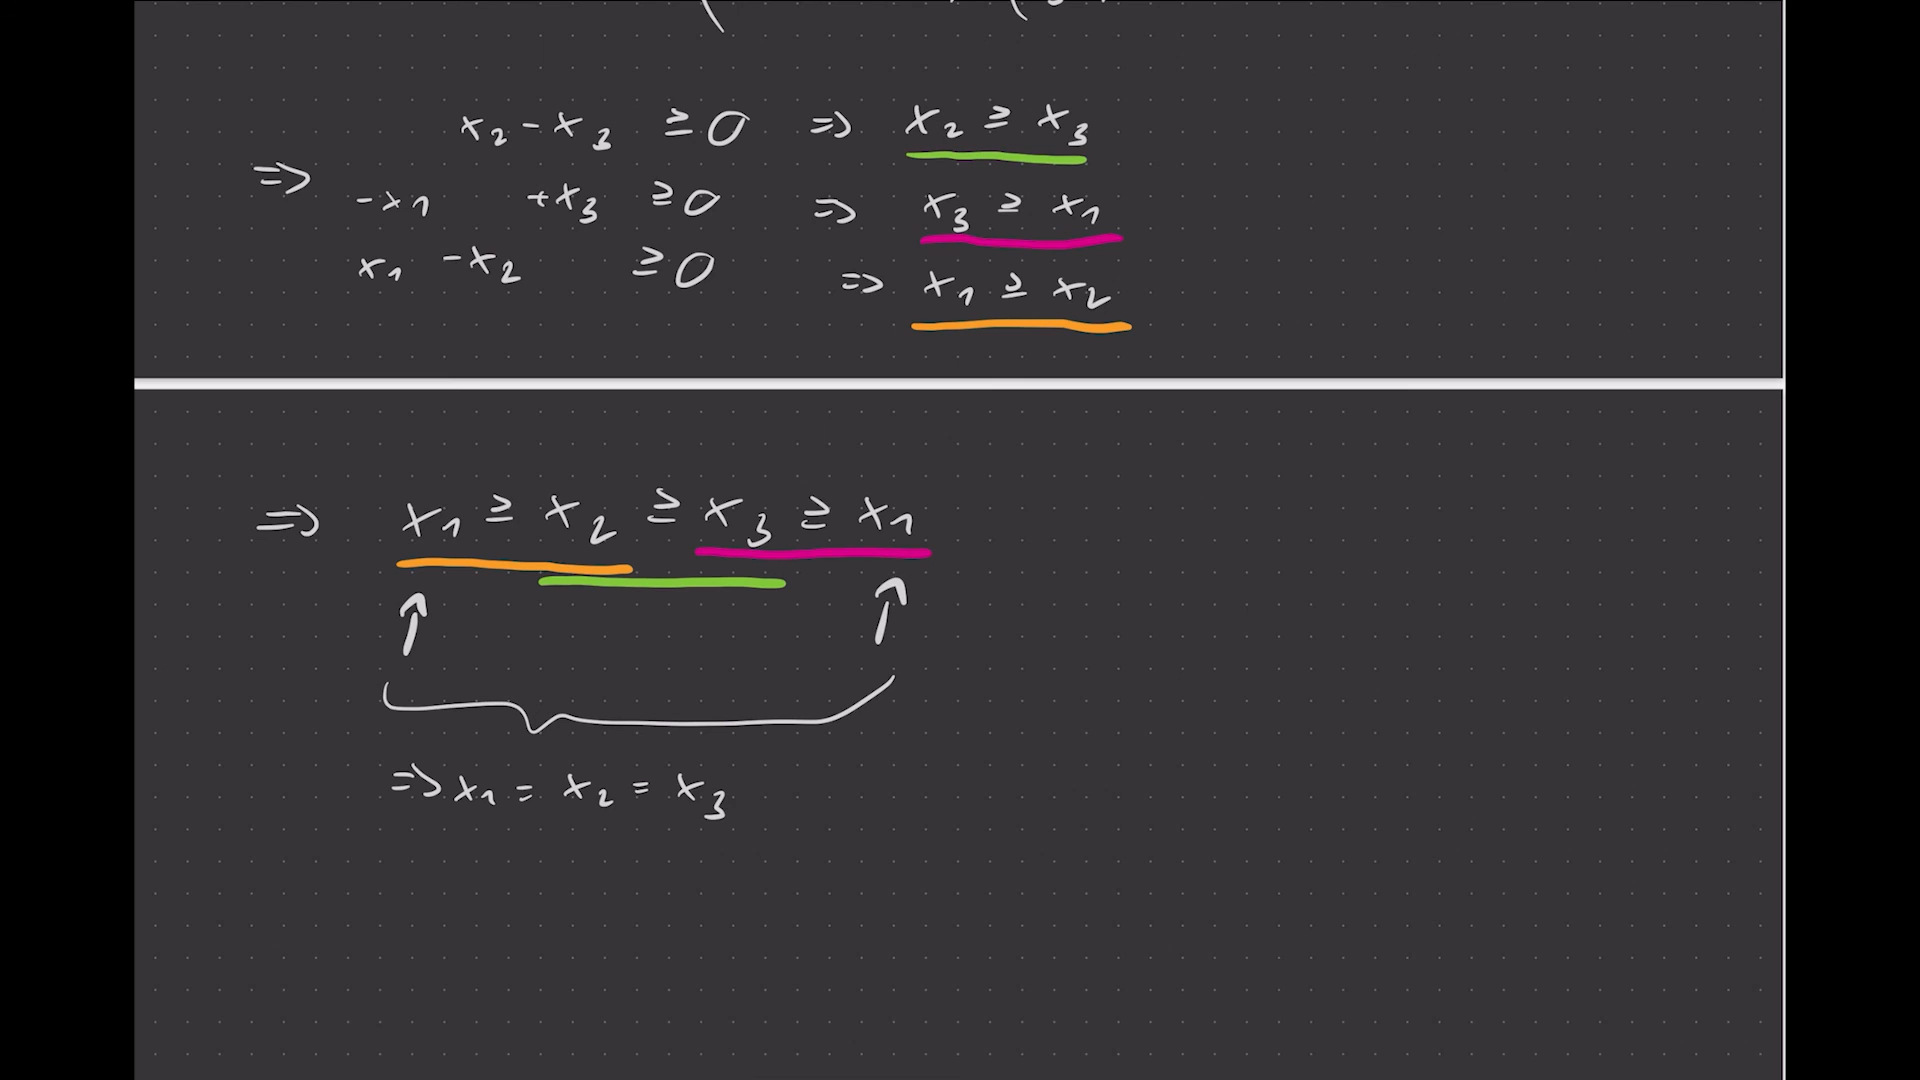 x₂ - x₃ ≥ 0 => x₂ ≥ x₃
=> -x₁ +x₃ ≥ 0 => x₃ ≥ x₁
x₁ -x₂ ≥ 0 => x₁ ≥ x₂
=> x₁ ≥ x₂ ≥ x₃ ≥ x₁
=> x₁ = x₂ = x₃